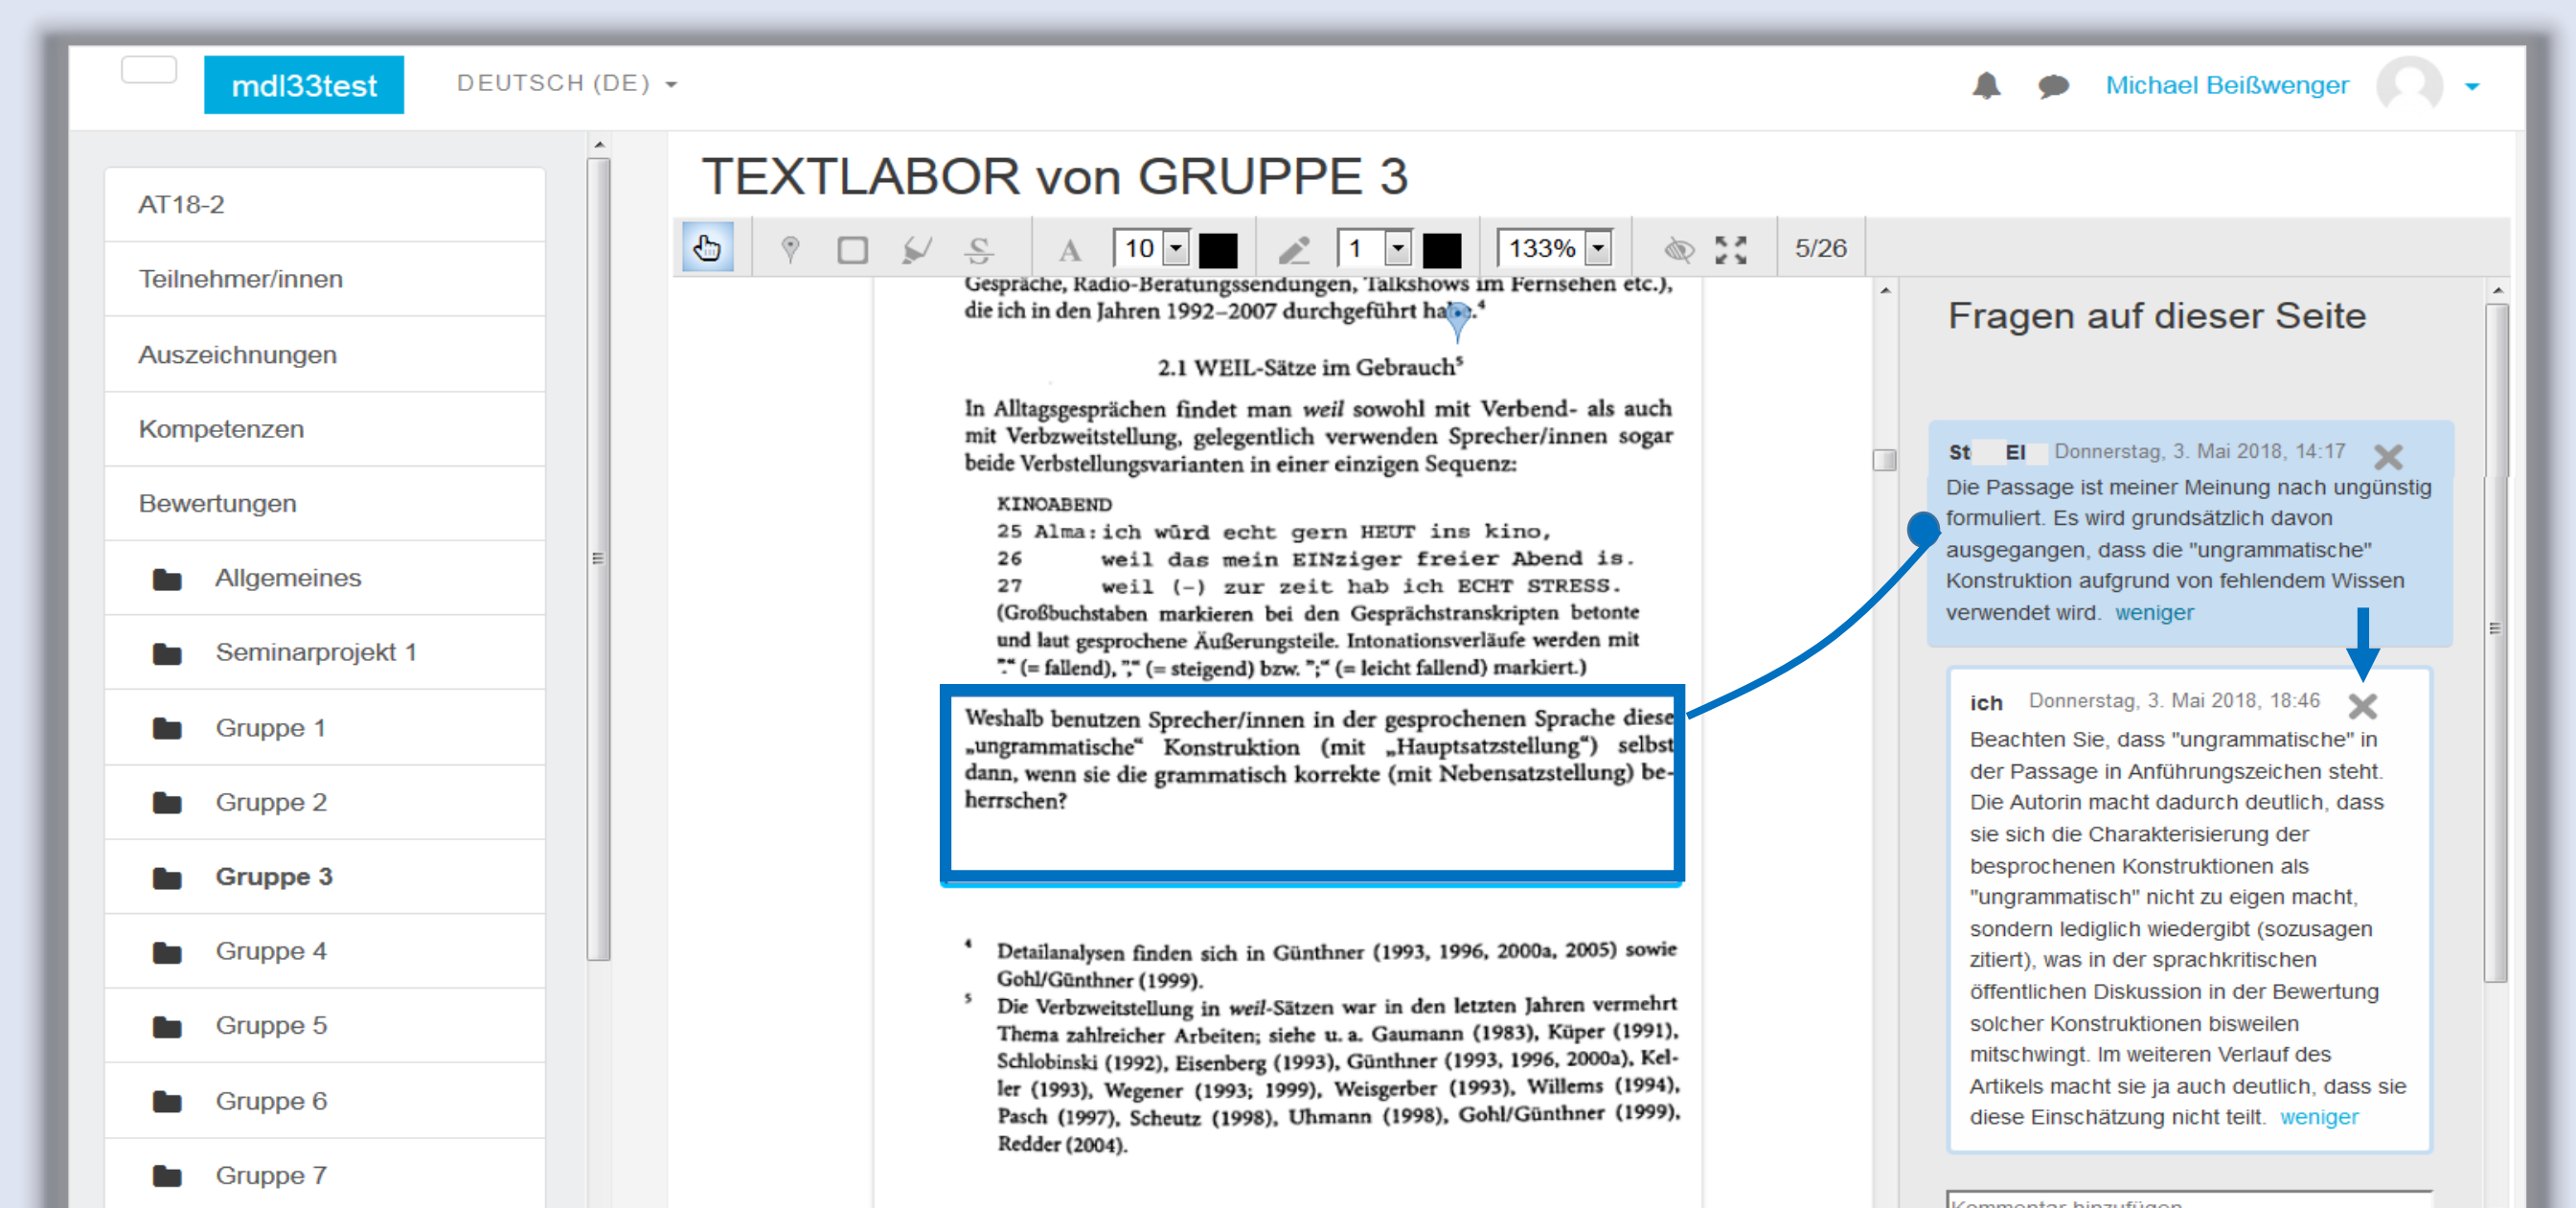 mdl33test
DEUTSCH (DE)
Michael Beißwenger
AT18-2
Teilnehmer/innen
Auszeichnungen
Kompetenzen
Bewertungen
Allgemeines
Seminarprojekt 1
Gruppe 1
Gruppe 2
Gruppe 3
Gruppe 4
Gruppe 5
Gruppe 6
Gruppe 7
TEXTLABOR von GRUPPE 3
A 10 1 133% 5/26
Gespräche, Radio-Beratungssendungen, Talkshows im Fernsehen etc.),
die ich in den Jahren 1992–2007 durchgeführt habe.⁴
2.1 WEIL-Sätze im Gebrauch⁵
In Alltagsgesprächen findet man weil sowohl mit Verbend- als auch
mit Verbzweitstellung, gelegentlich verwenden Sprecher/innen sogar
beide Verbstellungsvarianten in einer einzigen Sequenz:
KINOABEND
25 Alma: ich würd echt gern HEUT ins kino,
26 weil das mein EINziger freier Abend is.
27 weil (-) zur zeit hab ich ECHT STRESS.
(Großbuchstaben markieren bei den Gesprächstranskripten betonte
und laut gesprochene Äußerungsteile. Intonationsverläufe werden mit
"." (= fallend), "," (= steigend) bzw. ";" (= leicht fallend) markiert.)
Weshalb benutzen Sprecher/innen in der gesprochenen Sprache diese
„ungrammatische“ Konstruktion (mit „Hauptsatzstellung“) selbst
dann, wenn sie die grammatisch korrekte (mit Nebensatzstellung) be-
herrschen?
⁴ Detailanalysen finden sich in Günthner (1993, 1996, 2000a, 2005) sowie
Gohl/Günthner (1999).
⁵ Die Verbzweitstellung in weil-Sätzen war in den letzten Jahren vermehrt
Thema zahlreicher Arbeiten; siehe u. a. Gaumann (1983), Küper (1991),
Schlobinski (1992), Eisenberg (1993), Günthner (1993, 1996, 2000a), Kel-
ler (1993), Wegener (1993; 1999), Weisgerber (1993), Willems (1994),
Pasch (1997), Scheutz (1998), Uhmann (1998), Gohl/Günthner (1999),
Redder (2004).
Fragen auf dieser Seite
St El Donnerstag, 3. Mai 2018, 14:17
Die Passage ist meiner Meinung nach ungünstig
formuliert. Es wird grundsätzlich davon
ausgegangen, dass die "ungrammatische"
Konstruktion aufgrund von fehlendem Wissen
verwendet wird. weniger
ich Donnerstag, 3. Mai 2018, 18:46
Beachten Sie, dass "ungrammatische" in
der Passage in Anführungszeichen steht.
Die Autorin macht dadurch deutlich, dass
sie sich die Charakterisierung der
besprochenen Konstruktionen als
"ungrammatisch" nicht zu eigen macht,
sondern lediglich wiedergibt (sozusagen
zitiert), was in der sprachkritischen
öffentlichen Diskussion in der Bewertung
solcher Konstruktionen bisweilen
mitschwingt. Im weiteren Verlauf des
Artikels macht sie ja auch deutlich, dass sie
diese Einschätzung nicht teilt. weniger
Kommentar hinzufügen